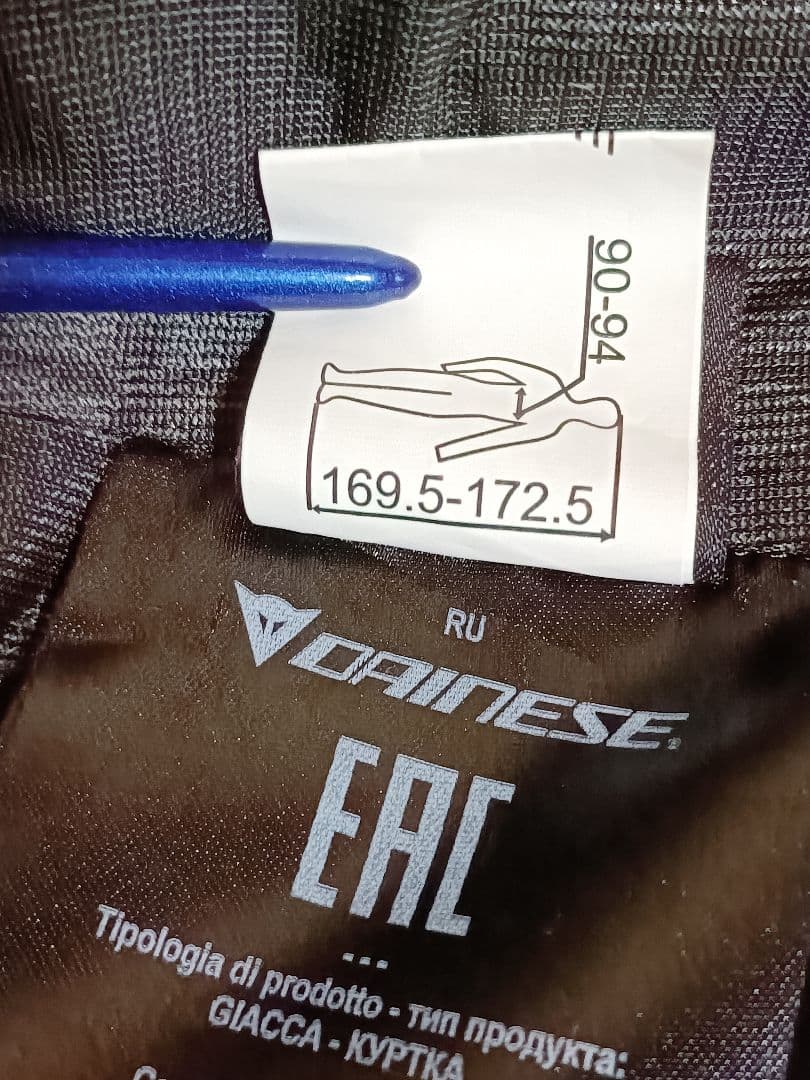 90-94
169.5-172.5
RU
DAINESE®
EAC
...
Tipologia di prodotto - тип продукта:
GIACCA - КУРТКА